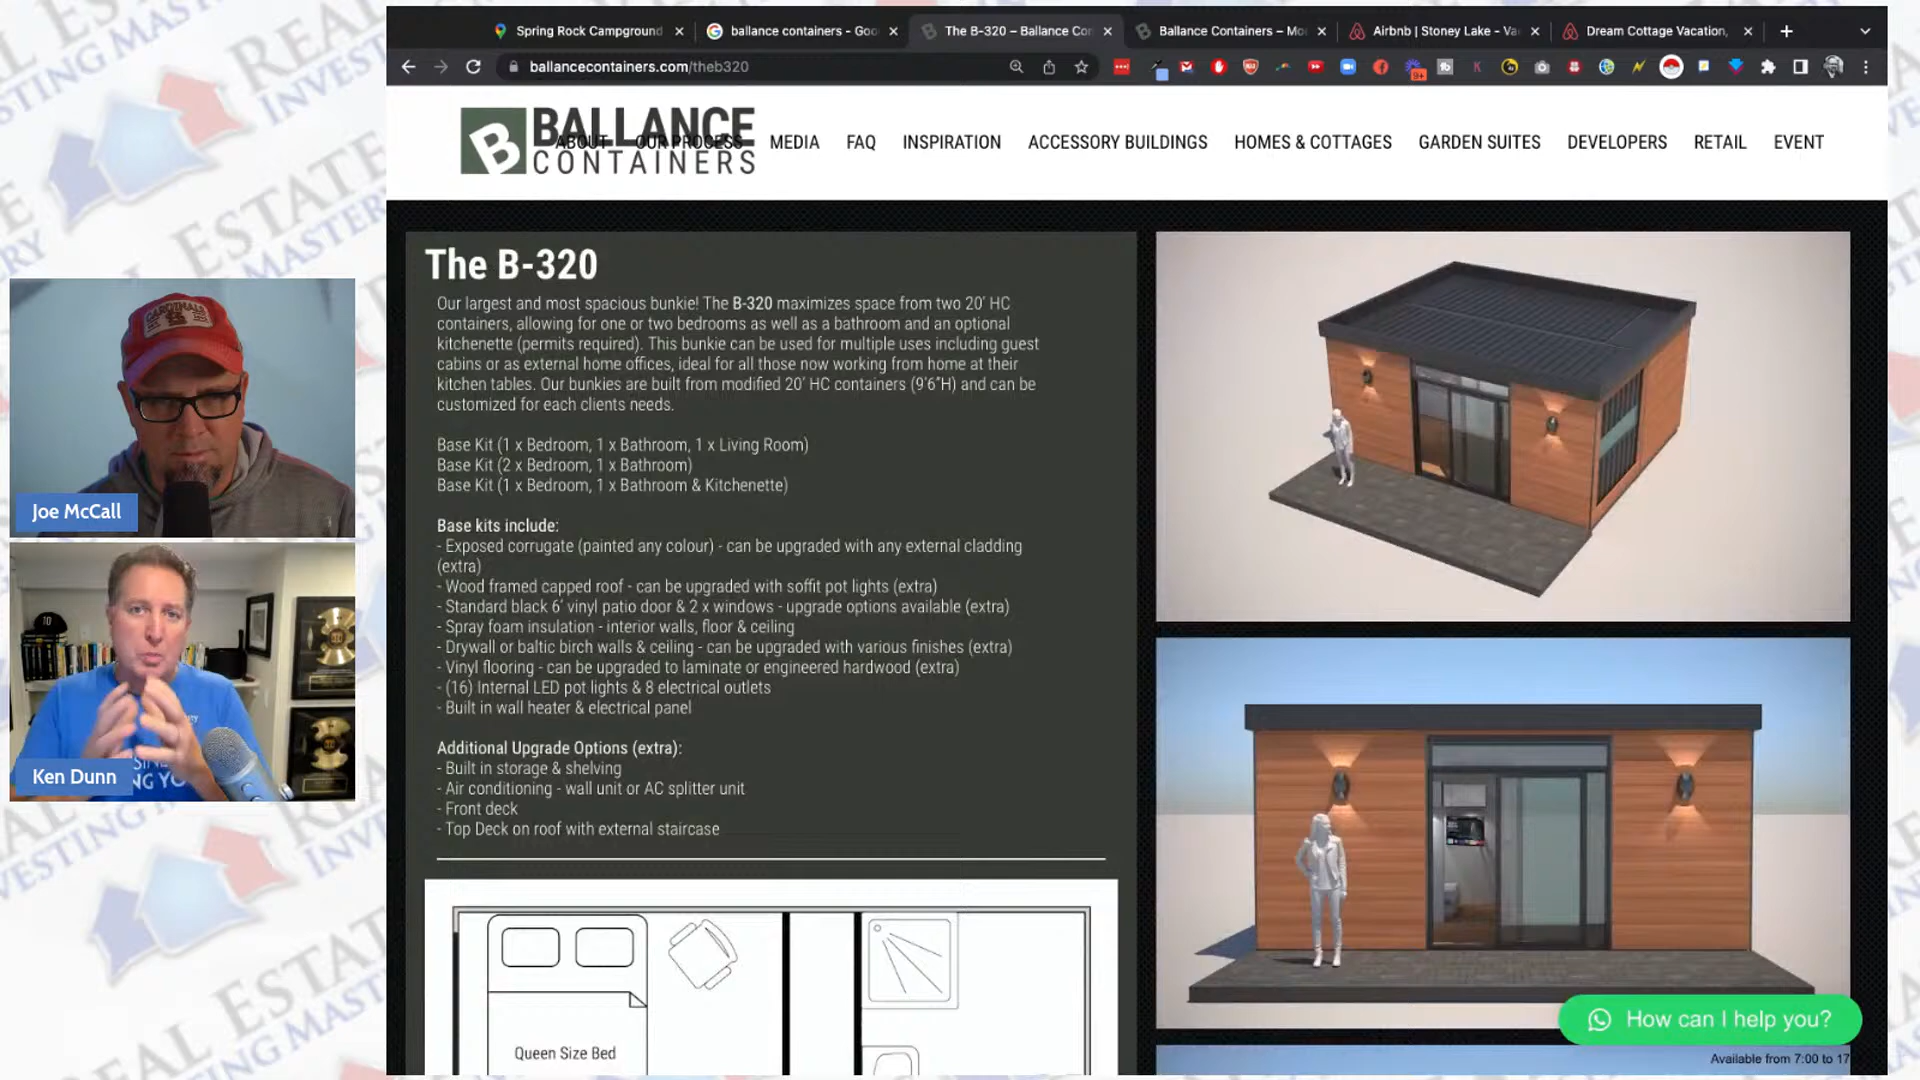 Spring Rock Campground
ballance containers - Goo
The B-320 – Ballance Con
Ballance Containers – Mo
Airbnb | Stoney Lake - Va
Dream Cottage Vacation,
ballancecontainers.com/theb320
9+
B BALLANCE
CONTAINERS
ABOUT OUR PROCESS MEDIA FAQ INSPIRATION ACCESSORY BUILDINGS HOMES & COTTAGES GARDEN SUITES DEVELOPERS RETAIL EVENT
The B-320
Our largest and most spacious bunkie! The B-320 maximizes space from two 20' HC
containers, allowing for one or two bedrooms as well as a bathroom and an optional
kitchenette (permits required). This bunkie can be used for multiple uses including guest
cabins or as external home offices, ideal for all those now working from home at their
kitchen tables. Our bunkies are built from modified 20' HC containers (9'6"H) and can be
customized for each clients needs.
Base Kit (1 x Bedroom, 1 x Bathroom, 1 x Living Room)
Base Kit (2 x Bedroom, 1 x Bathroom)
Base Kit (1 x Bedroom, 1 x Bathroom & Kitchenette)
Base kits include:
- Exposed corrugate (painted any colour) - can be upgraded with any external cladding
(extra)
- Wood framed capped roof - can be upgraded with soffit pot lights (extra)
- Standard black 6' vinyl patio door & 2 x windows - upgrade options available (extra)
- Spray foam insulation - interior walls, floor & ceiling
- Drywall or baltic birch walls & ceiling - can be upgraded with various finishes (extra)
- Vinyl flooring - can be upgraded to laminate or engineered hardwood (extra)
- (16) Internal LED pot lights & 8 electrical outlets
- Built in wall heater & electrical panel
Additional Upgrade Options (extra):
- Built in storage & shelving
- Air conditioning - wall unit or AC splitter unit
- Front deck
- Top Deck on roof with external staircase
Queen Size Bed
How can I help you?
Available from 7:00 to 17
CARDINALS
Joe McCall
Ken Dunn
REAL ESTATE
INVESTING MASTERY